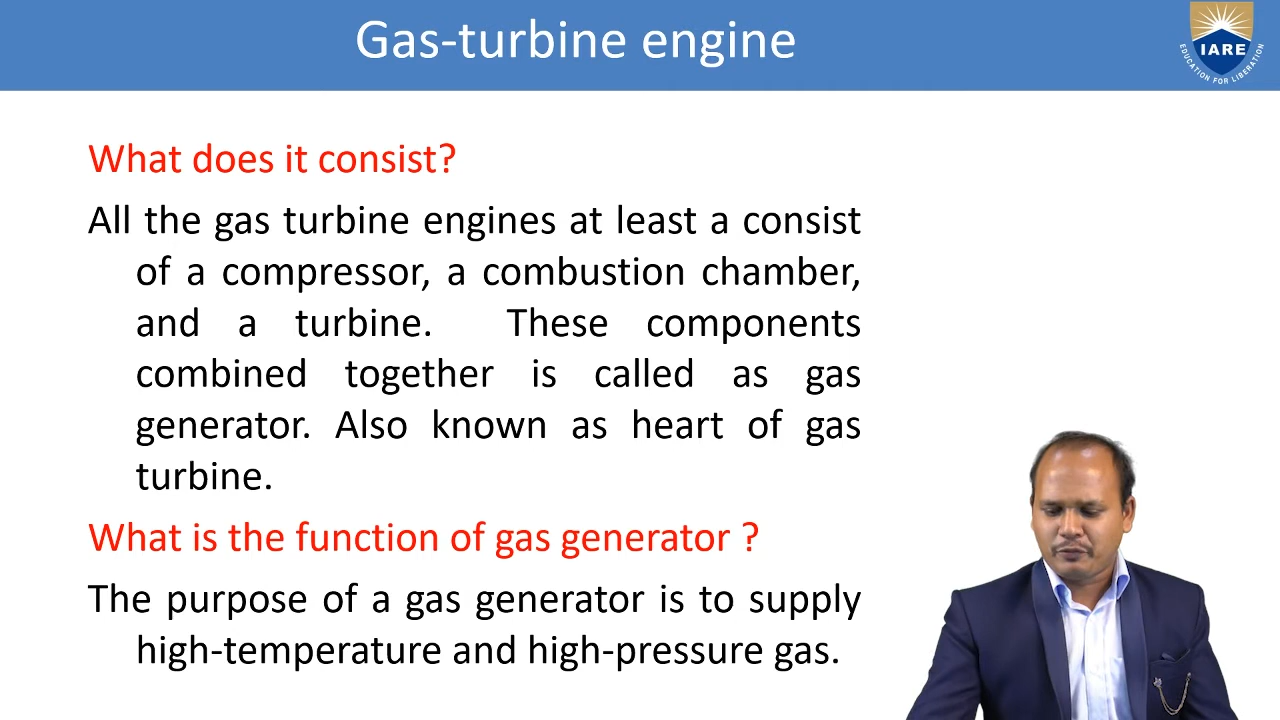 Gas-turbine engine
IARE
EDUCATION FOR LIBERATION
What does it consist?
All the gas turbine engines at least a consist
of a compressor, a combustion chamber,
and a turbine. These components
combined together is called as gas
generator. Also known as heart of gas
turbine.
What is the function of gas generator ?
The purpose of a gas generator is to supply
high-temperature and high-pressure gas.